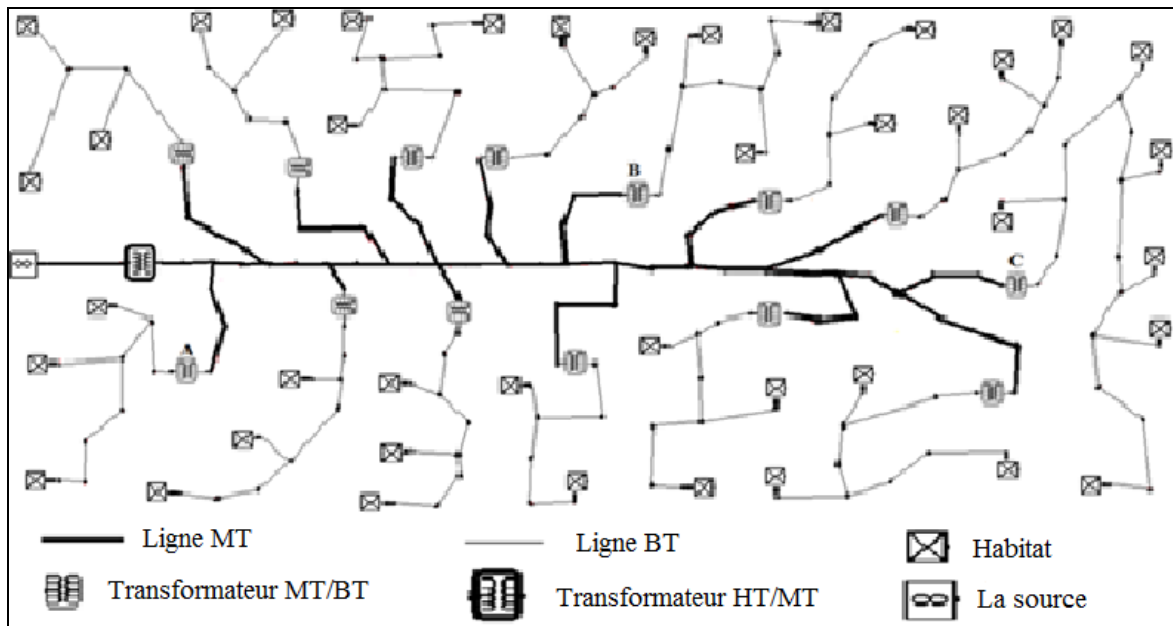 B
C
A
Ligne MT
Ligne BT
Habitat
Transformateur MT/BT
Transformateur HT/MT
La source